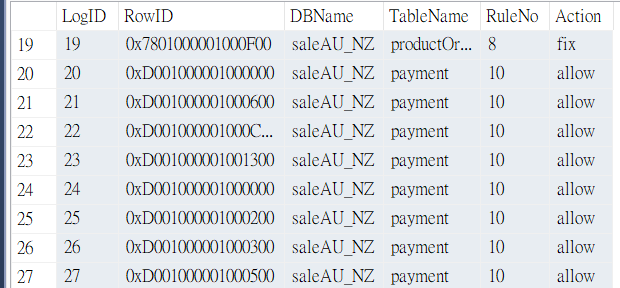 LogID RowID DBName TableName RuleNo Action
19 19 0x7801000001000F00 saleAU_NZ productOr... 8 fix
20 20 0xD001000001000000 saleAU_NZ payment 10 allow
21 21 0xD001000001000600 saleAU_NZ payment 10 allow
22 22 0xD001000001000C... saleAU_NZ payment 10 allow
23 23 0xD001000001001300 saleAU_NZ payment 10 allow
24 24 0xD001000001000000 saleAU_NZ payment 10 allow
25 25 0xD001000001000200 saleAU_NZ payment 10 allow
26 26 0xD001000001000300 saleAU_NZ payment 10 allow
27 27 0xD001000001000500 saleAU_NZ payment 10 allow